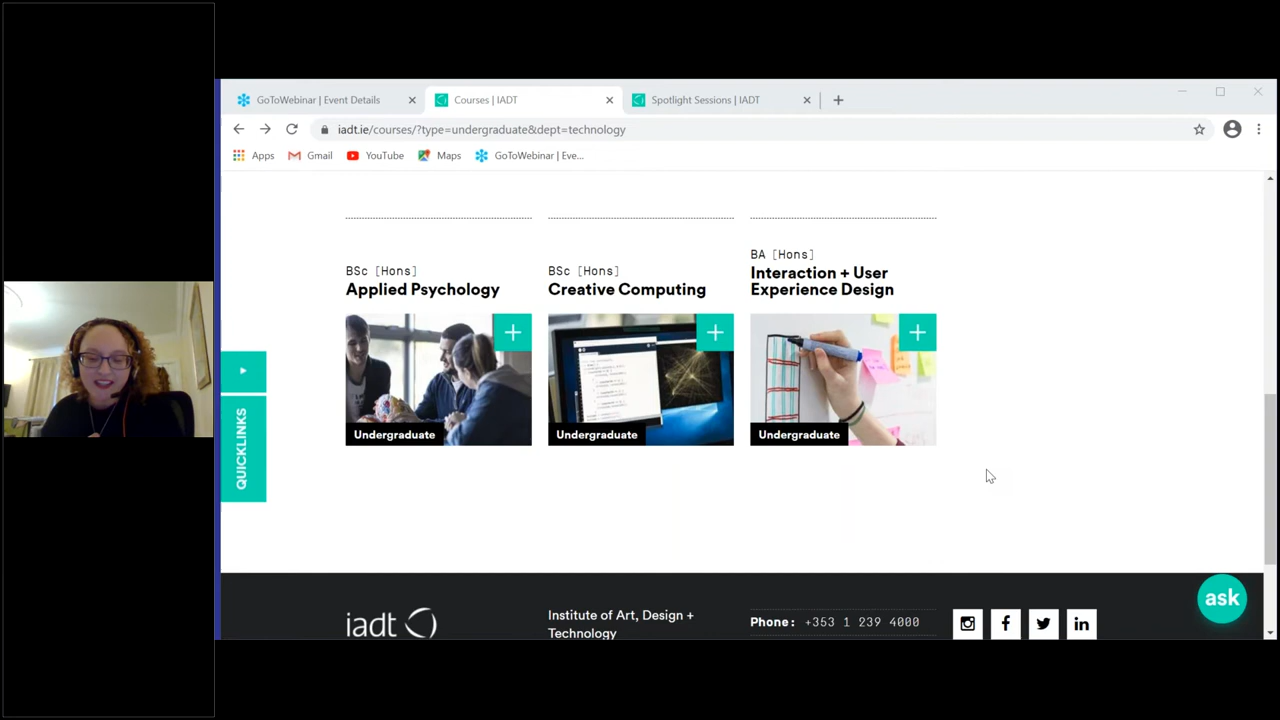 GoToWebinar | Event Details
Courses | IADT
Spotlight Sessions | IADT
iadt.ie/courses/?type=undergraduate&dept=technology
Apps
Gmail
YouTube
Maps
GoToWebinar | Eve...
BSc [Hons]
Applied Psychology
BSc [Hons]
Creative Computing
BA [Hons]
Interaction + User
Experience Design
Undergraduate
Undergraduate
Undergraduate
QUICKLINKS
iadt
Institute of Art, Design +
Technology
Phone: +353 1 239 4000
ask